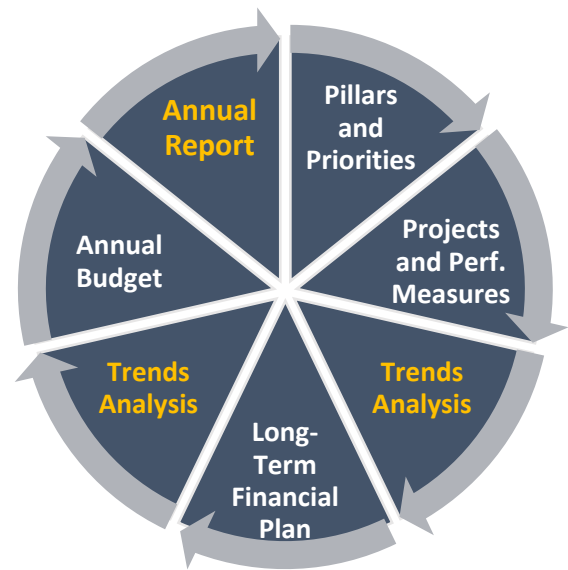 Pillars
and
Priorities
Projects
and Perf.
Measures
Trends
Analysis
Long-
Term
Financial
Plan
Trends
Analysis
Annual
Budget
Annual
Report